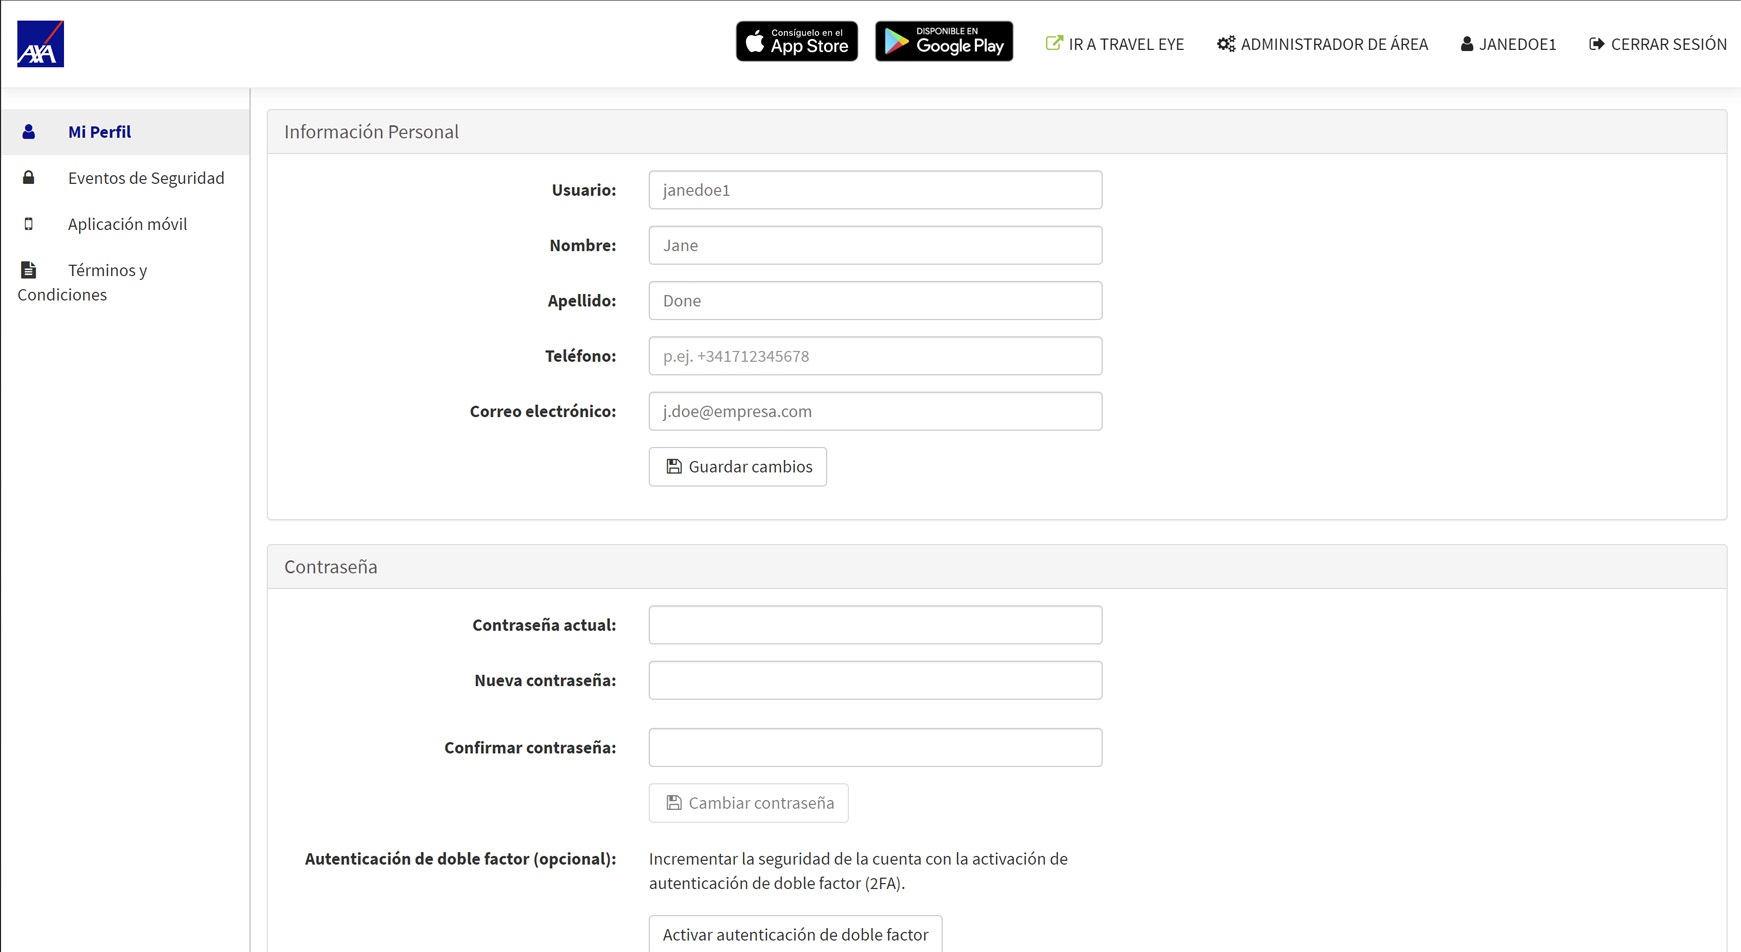 AXA
Consíguelo en el
App Store
DISPONIBLE EN
Google Play
IR A TRAVEL EYE
ADMINISTRADOR DE ÁREA
JANEDOE1
CERRAR SESIÓN
Mi Perfil
Eventos de Seguridad
Aplicación móvil
Términos y
Condiciones
Información Personal
Usuario: janedoe1
Nombre: Jane
Apellido: Done
Teléfono: p.ej. +341712345678
Correo electrónico: j.doe@empresa.com
Guardar cambios
Contraseña
Contraseña actual:
Nueva contraseña:
Confirmar contraseña:
Cambiar contraseña
Autenticación de doble factor (opcional): Incrementar la seguridad de la cuenta con la activación de
autenticación de doble factor (2FA).
Activar autenticación de doble factor